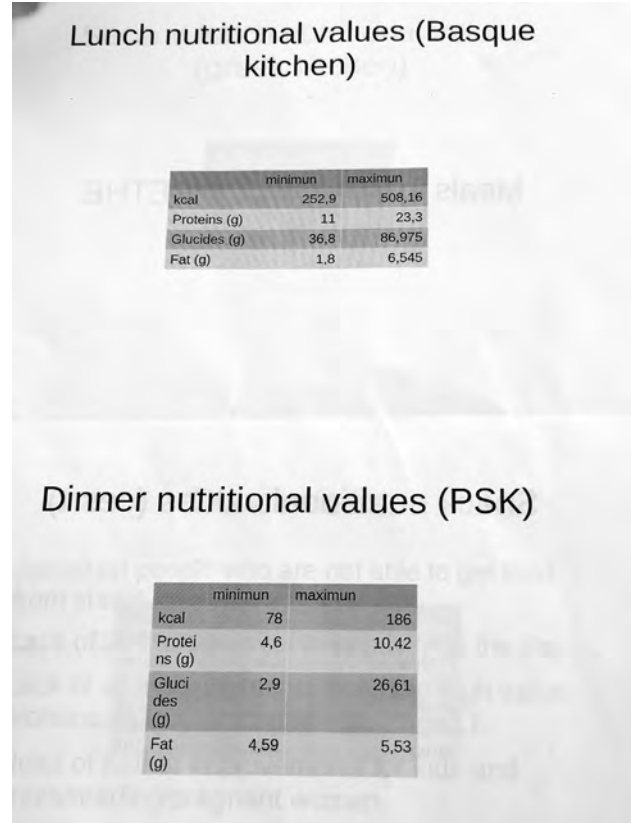 Lunch nutritional values (Basque
kitchen)
minimun maximun
kcal 252,9 508,16
Proteins (g) 11 23,3
Glucides (g) 36,8 86,975
Fat (g) 1,8 6,545
Dinner nutritional values (PSK)
minimun maximun
kcal 78 186
Protei 4,6 10,42
ns (g)
Gluci 2,9 26,61
des
(g)
Fat 4,59 5,53
(g)